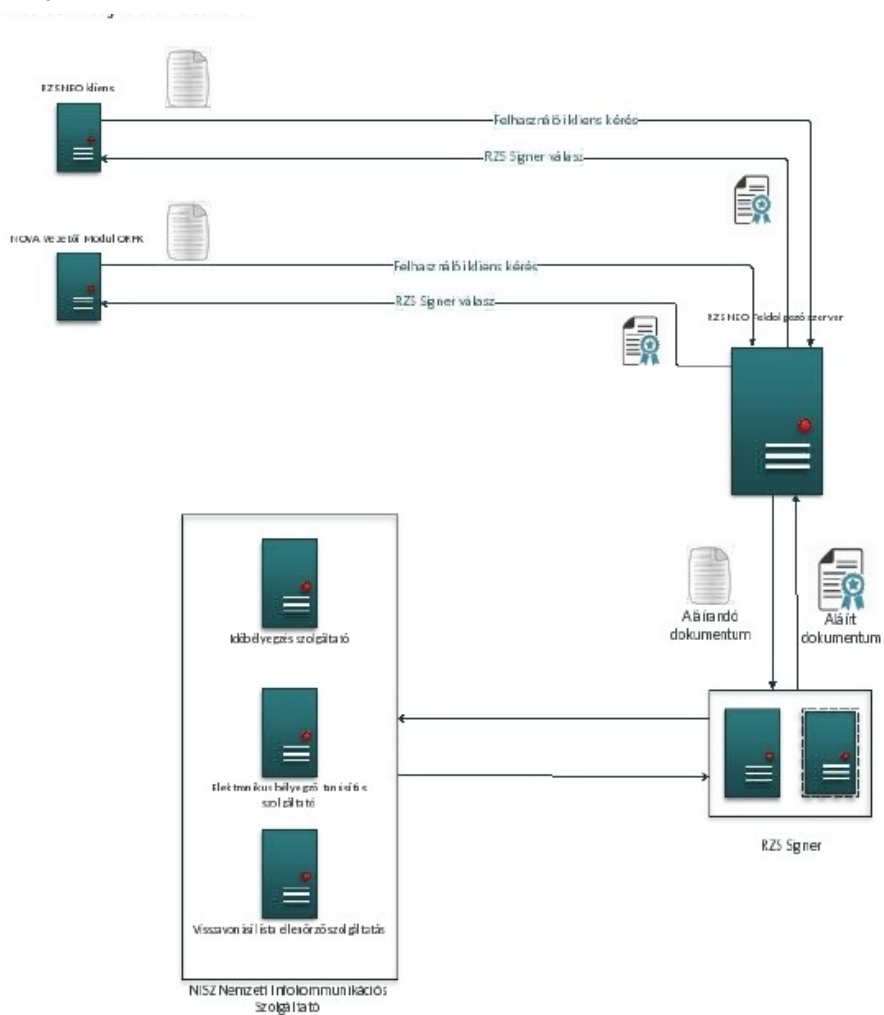 RZS NEO kliens
Felhasználói kliens kérés
RZS Signer válasz
NOVA Vezetői Modul ORFK
Felhasználói kliens kérés
RZS Signer válasz
RZS NEO Feldolgozó szerver
Aláírandó
dokumentum
Aláírt
dokumentum
Időbélyegzés szolgáltató
Elektronikus bélyegző tanúsítás
szolgáltató
Visszavonási lista ellenőrző szolgáltatás
RZS Signer
NISZ Nemzeti Infokommunikációs
Szolgáltató